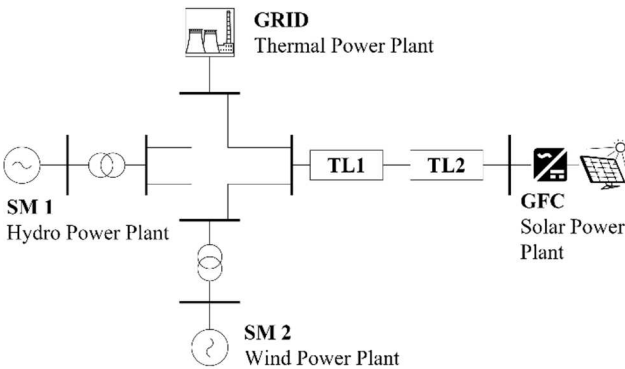 GRID
Thermal Power Plant
TL1
TL2
SM 1
Hydro Power Plant
GFC
Solar Power
Plant
SM 2
Wind Power Plant